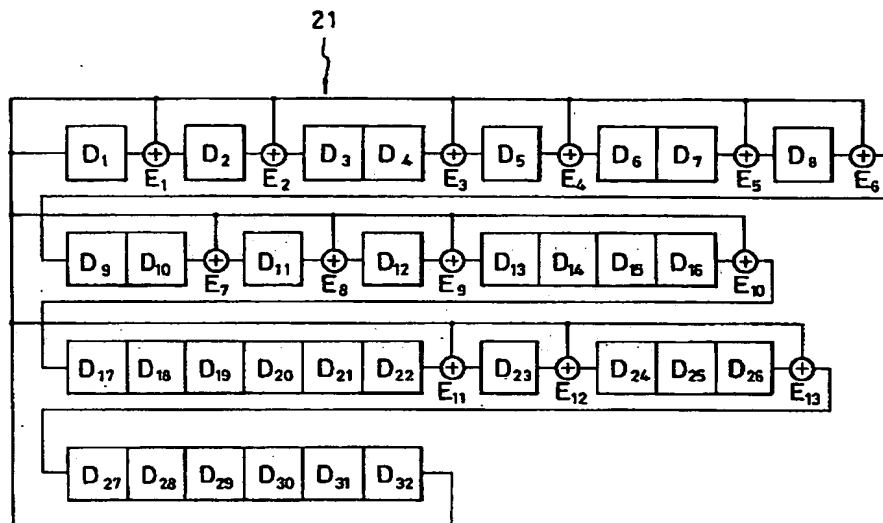 21
D1 D2 D3 D4 D5 D6 D7 D8
E1 E2 E3 E4 E5 E6
D9 D10 D11 D12 D13 D14 D15 D16
E7 E8 E9 E10
D17 D18 D19 D20 D21 D22 D23 D24 D25 D26
E11 E12 E13
D27 D28 D29 D30 D31 D32